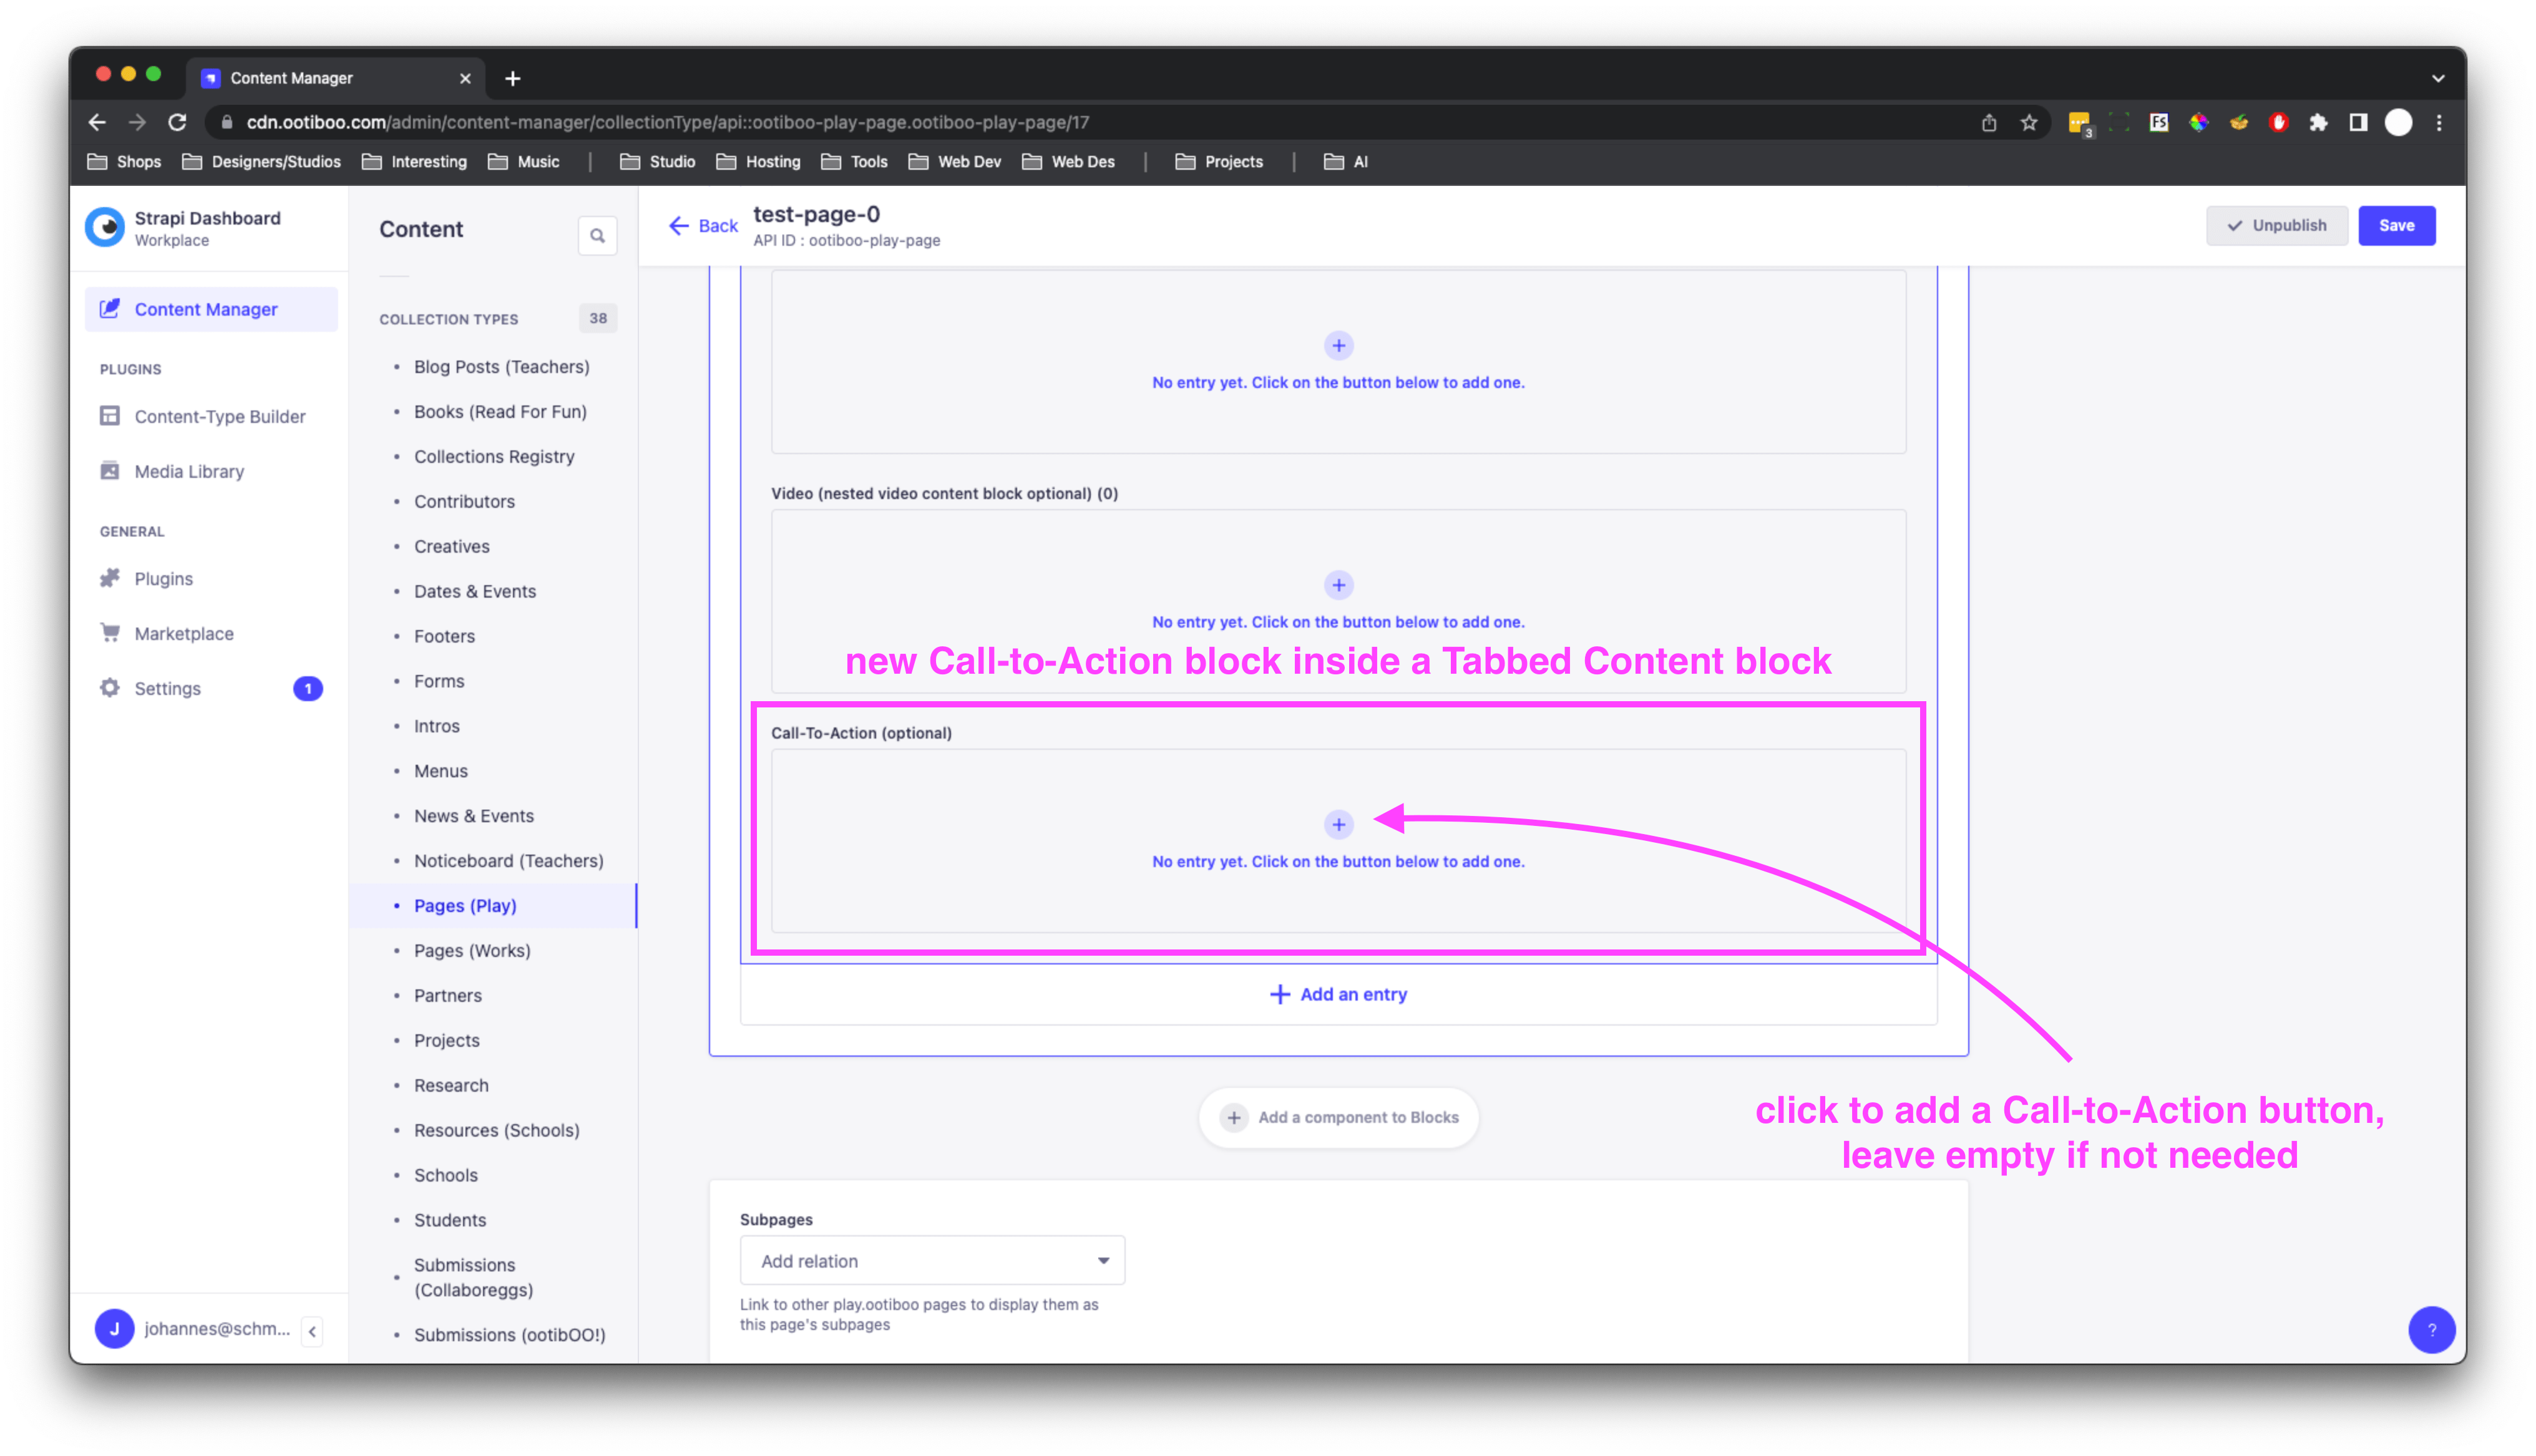 Content Manager
cdn.ootiboo.com/admin/content-manager/collectionType/api::ootiboo-play-page.ootiboo-play-page/17
3
FS
Shops
Designers/Studios
Interesting
Music
Studio
Hosting
Tools
Web Dev
Web Des
Projects
AI
Strapi Dashboard
Workplace
Content Manager
PLUGINS
Content-Type Builder
Media Library
GENERAL
Plugins
Marketplace
Settings
1
J
johannes@schm...
Content
COLLECTION TYPES
38
Blog Posts (Teachers)
Books (Read For Fun)
Collections Registry
Contributors
Creatives
Dates & Events
Footers
Forms
Intros
Menus
News & Events
Noticeboard (Teachers)
Pages (Play)
Pages (Works)
Partners
Projects
Research
Resources (Schools)
Schools
Students
Submissions
(Collaboreggs)
Submissions (ootibOO!)
Back
test-page-0
API ID : ootiboo-play-page
Unpublish
Save
No entry yet. Click on the button below to add one.
Video (nested video content block optional) (0)
No entry yet. Click on the button below to add one.
new Call-to-Action block inside a Tabbed Content block
Call-To-Action (optional)
No entry yet. Click on the button below to add one.
Add an entry
Add a component to Blocks
click to add a Call-to-Action button,
leave empty if not needed
Subpages
Add relation
Link to other play.ootiboo pages to display them as
this page's subpages
?